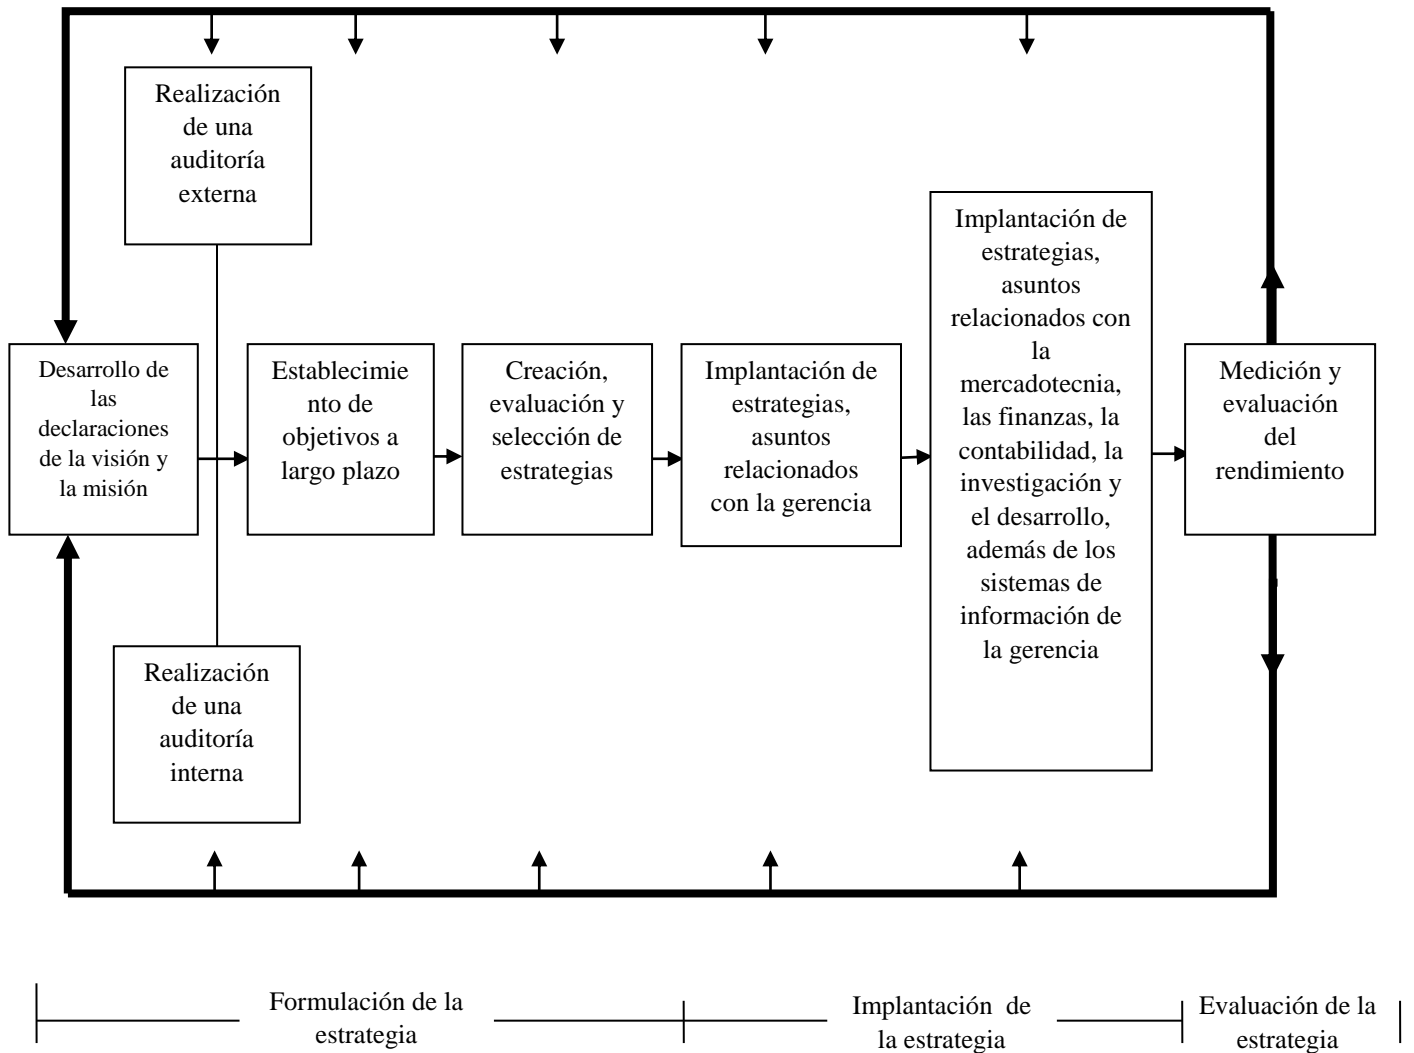 Realización
de una
auditoría
externa
Desarrollo de
las
declaraciones
de la visión y
la misión
Realización
de una
auditoría
interna
Establecimie
nto de
objetivos a
largo plazo
Creación,
evaluación y
selección de
estrategias
Implantación de
estrategias,
asuntos
relacionados
con la gerencia
Implantación de
estrategias,
asuntos
relacionados con
la
mercadotecnia,
las finanzas, la
contabilidad, la
investigación y
el desarrollo,
además de los
sistemas de
información de
la gerencia
Medición y
evaluación
del
rendimiento
Formulación de la
estrategia
Implantación  de
la estrategia
Evaluación de la
estrategia